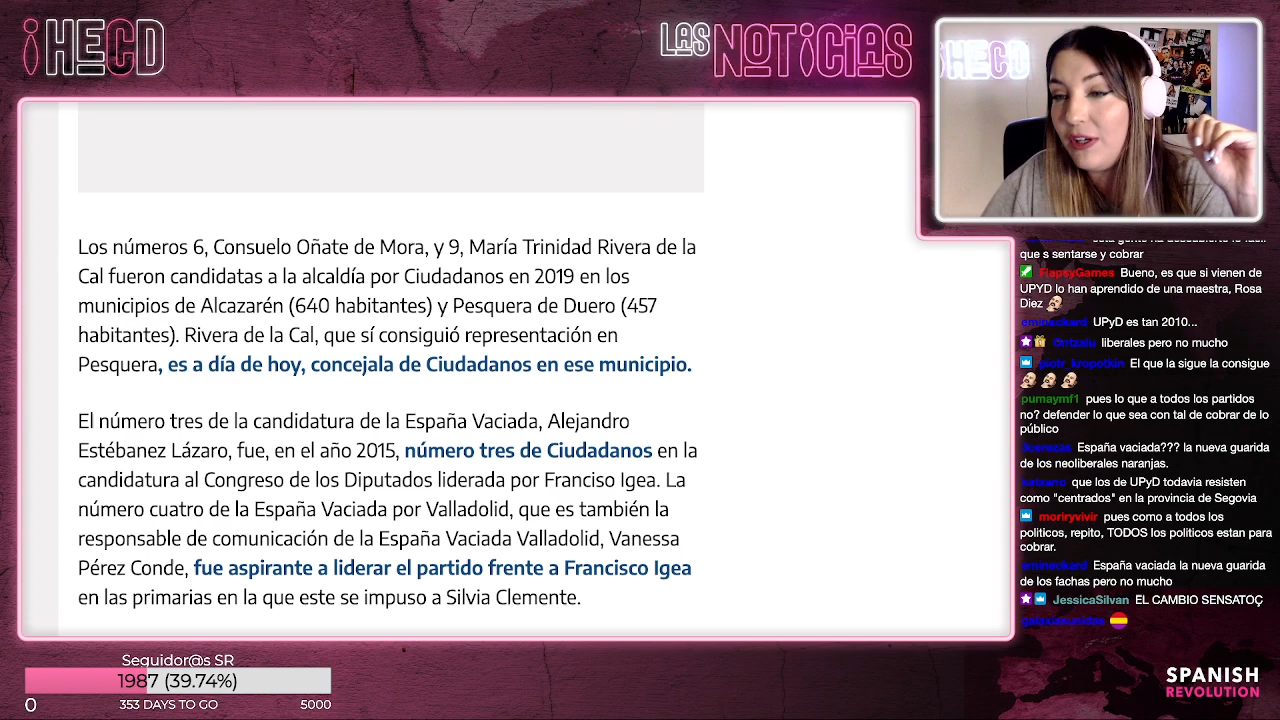 ¡HECD
LAS NOTICIAS
HECD
Los números 6, Consuelo Oñate de Mora, y 9, María Trinidad Rivera de la
Cal fueron candidatas a la alcaldía por Ciudadanos en 2019 en los
municipios de Alcazarén (640 habitantes) y Pesquera de Duero (457
habitantes). Rivera de la Cal, que si consiguió representación en
Pesquera, es a día de hoy, concejala de Ciudadanos en ese municipio.
El número tres de la candidatura de la España Vaciada, Alejandro
Estébanez Lázaro, fue, en el año 2015, número tres de Ciudadanos en la
candidatura al Congreso de los Diputados liderada por Franciso Igea. La
número cuatro de la España Vaciada por Valladolid, que es también la
responsable de comunicación de la España Vaciada Valladolid, Vanessa
Pérez Conde, fue aspirante a liderar el partido frente a Francisco Igea
en las primarias en la que este se impuso a Silvia Clemente.
que s sentarse y cobrar
FlapsyGames Bueno, es que si vienen de
UPYD lo han aprendido de una maestra, Rosa
Diez
emineckard UPyD es tan 2010...
0ntzalu liberales pero no mucho
piotr_kropotkin El que la sigue la consigue
pumaymf1 pues lo que a todos los partidos
no? defender lo que sea con tal de cobrar de lo
público
España vaciada??? la nueva guarida
de los neoliberales naranjas.
que los de UPyD todavia resisten
como "centrados" en la provincia de Segovia
moriryvivir pues como a todos los
politicos, repito, TODOS los politicos estan para
cobrar.
emineckard España vaciada la nueva guarida
de los fachas pero no mucho
JessicaSilvan EL CAMBIO SENSATOÇ
Seguidor@s SR
1987 (39.74%)
0 353 DAYS TO GO 5000
SPANISH
REVOLUTION